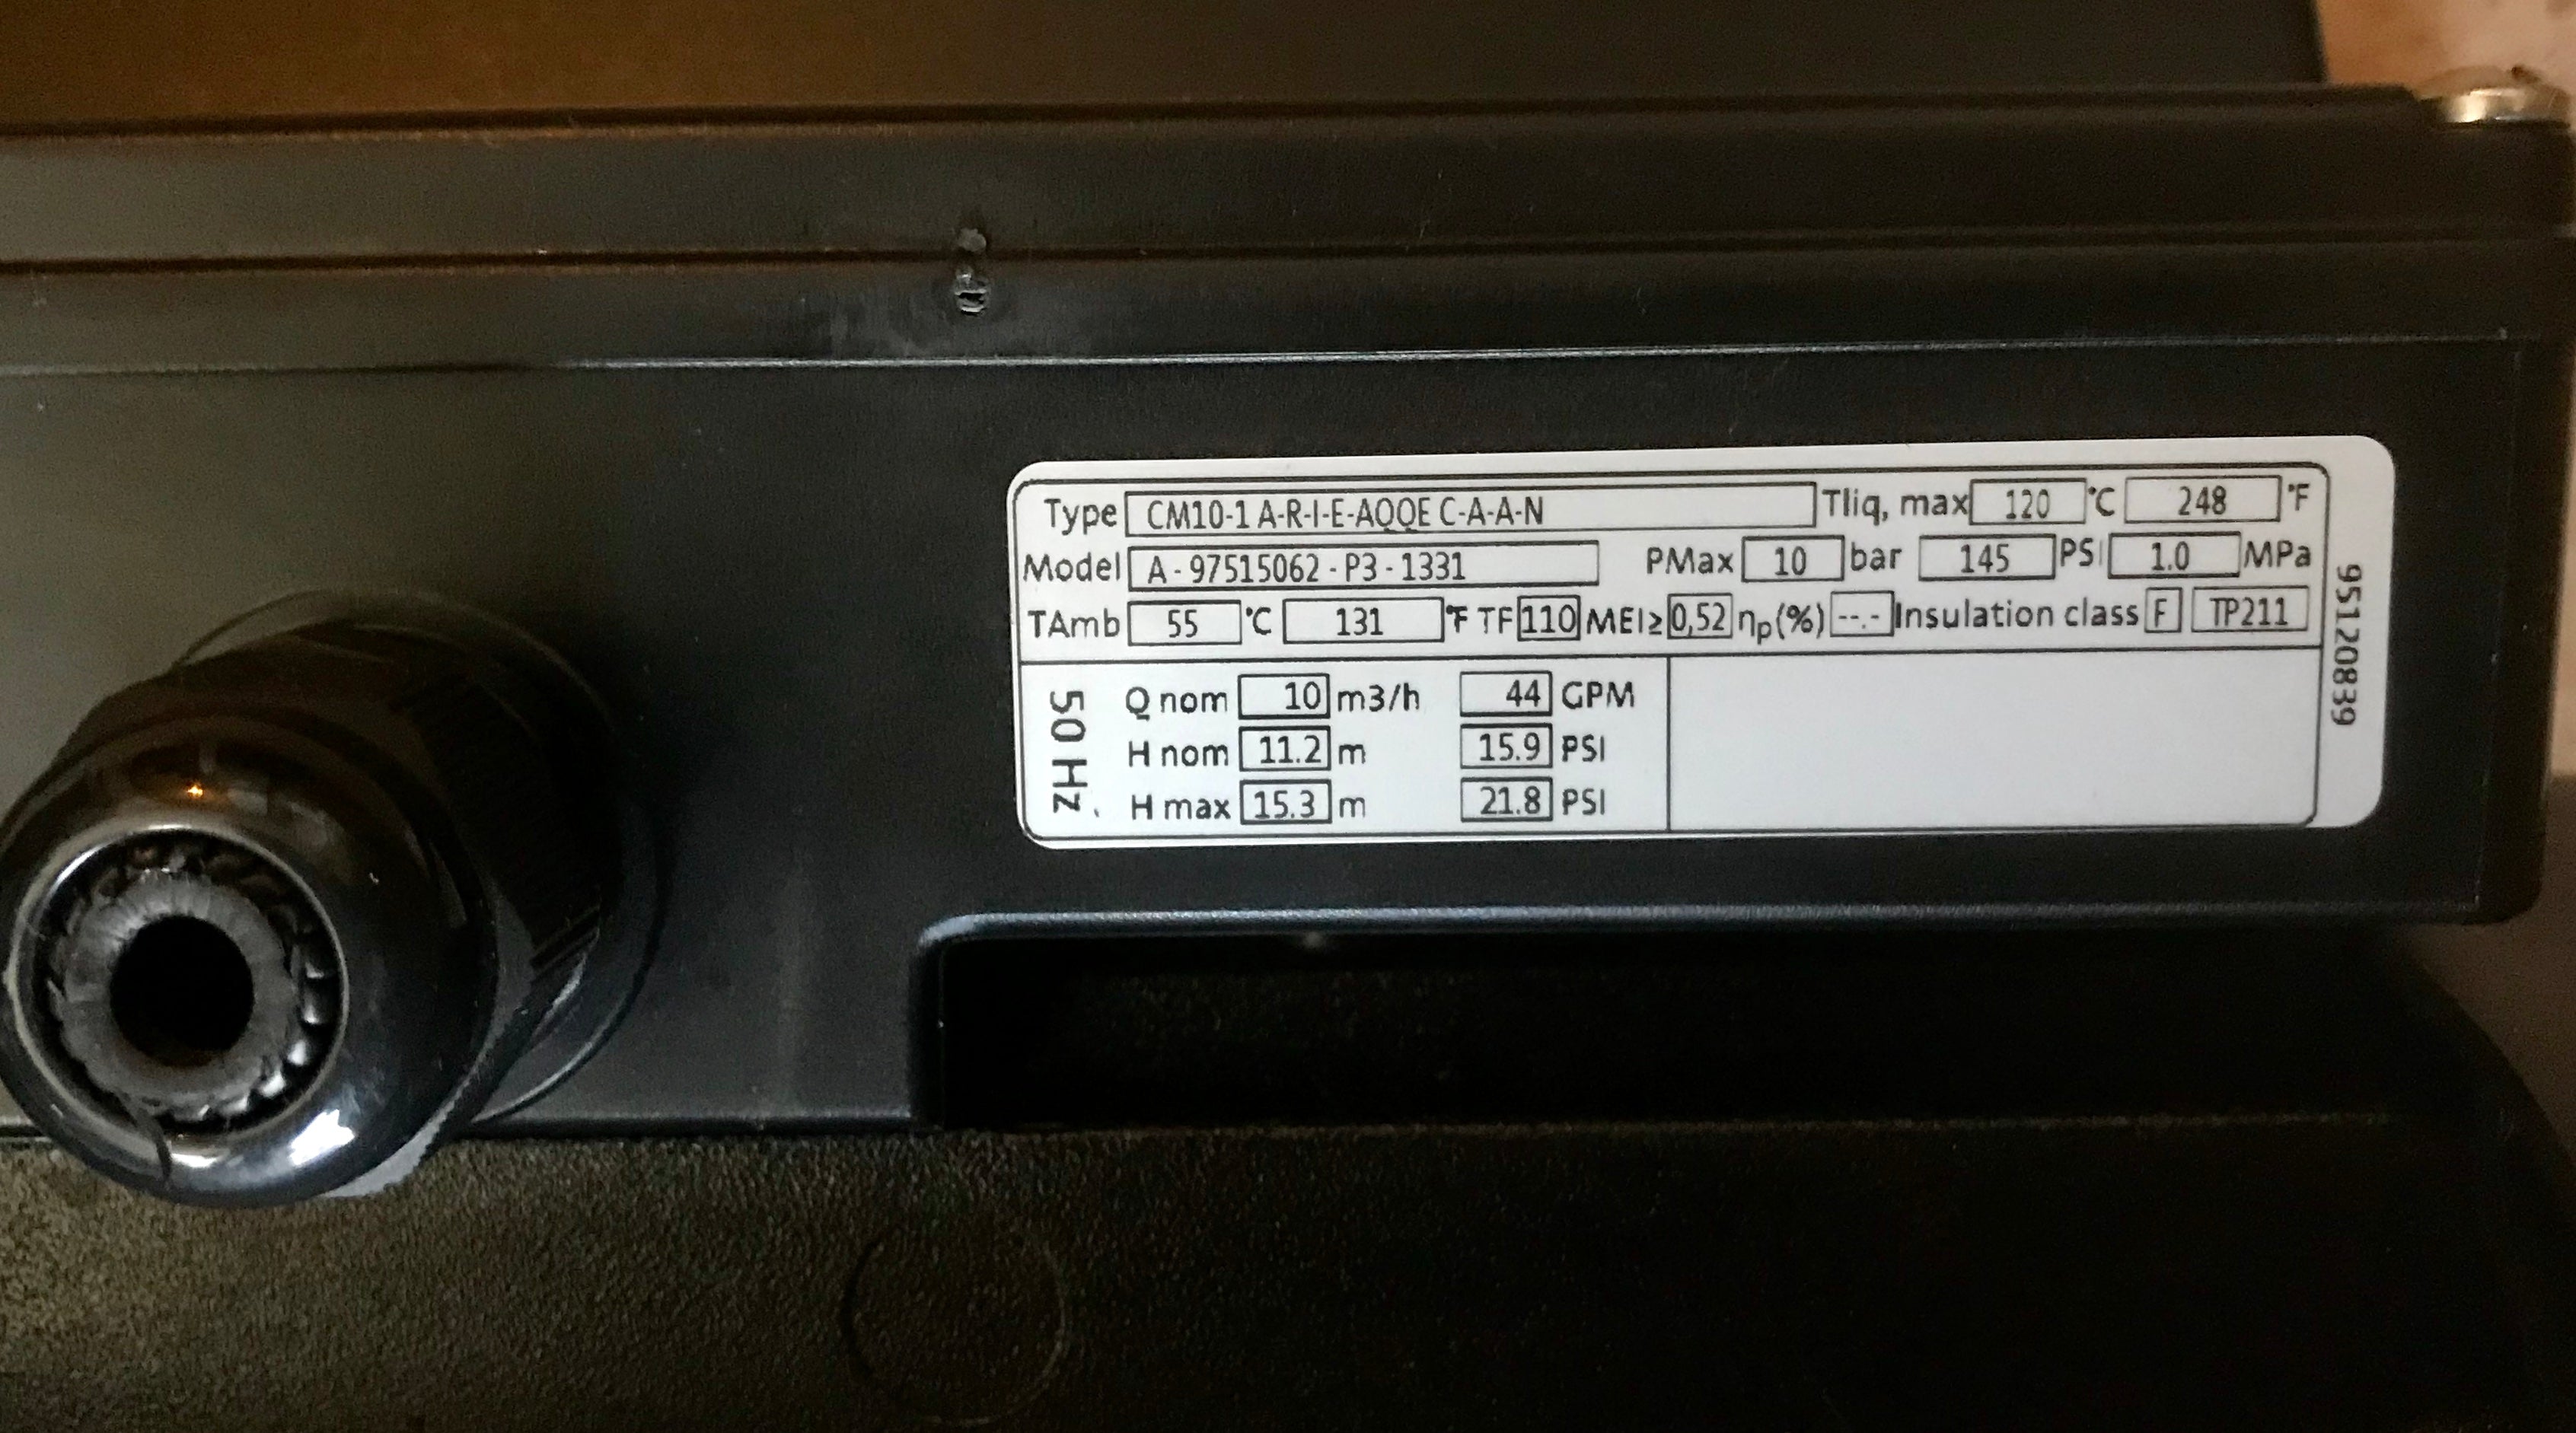 Type CM10-1 A-R-I-E-AQQE C-A-A-N Tliq, max 120 °C 248 °F
Model A - 97515062 - P3 - 1331 PMax 10 bar 145 PSI 1.0 MPa
TAmb 55 °C 131 °F TF 110 MEI≥ 0,52 ηp(%) --.- Insulation class F TP211
50 Hz
Q nom 10 m3/h 44 GPM
H nom 11.2 m 15.9 PSI
H max 15.3 m 21.8 PSI
95120839